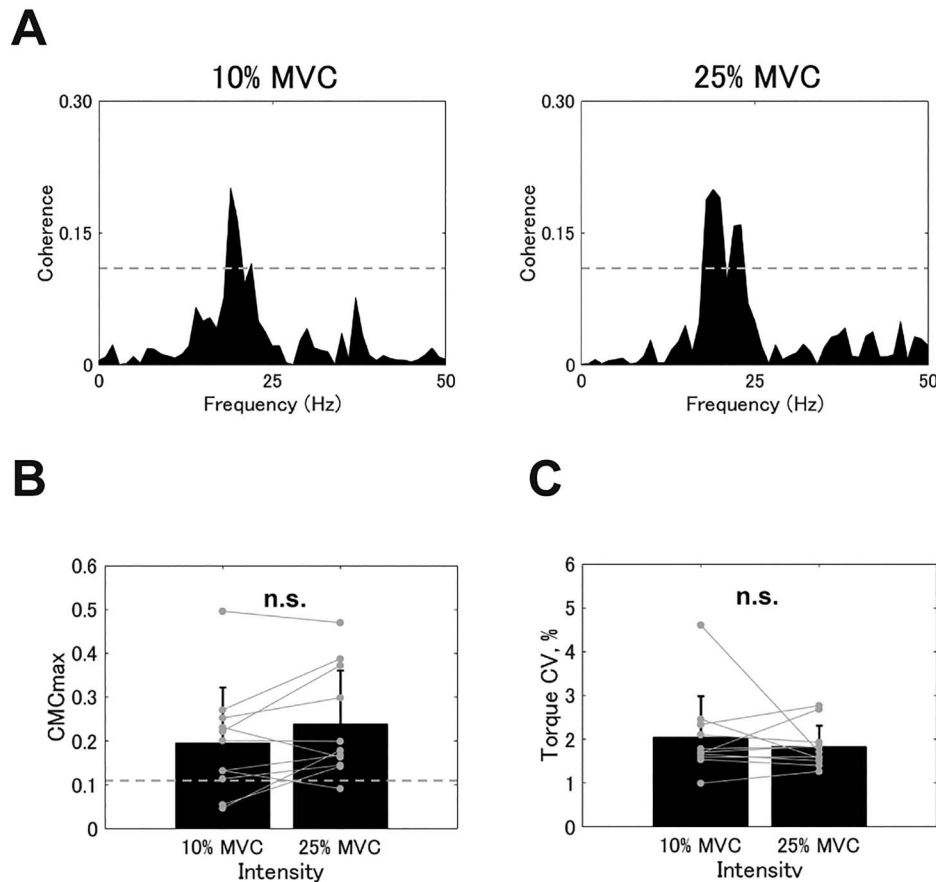 A
10% MVC
25% MVC
0.30
0.15
0
Coherence
0
25
50
Frequency (Hz)
0.30
0.15
0
Coherence
0
25
50
Frequency (Hz)
B
C
0.6
0.5
0.4
0.3
0.2
0.1
0
CMCmax
n.s.
10% MVC
25% MVC
Intensity
6
5
4
3
2
1
0
Torque CV, %
n.s.
10% MVC
25% MVC
Intensity